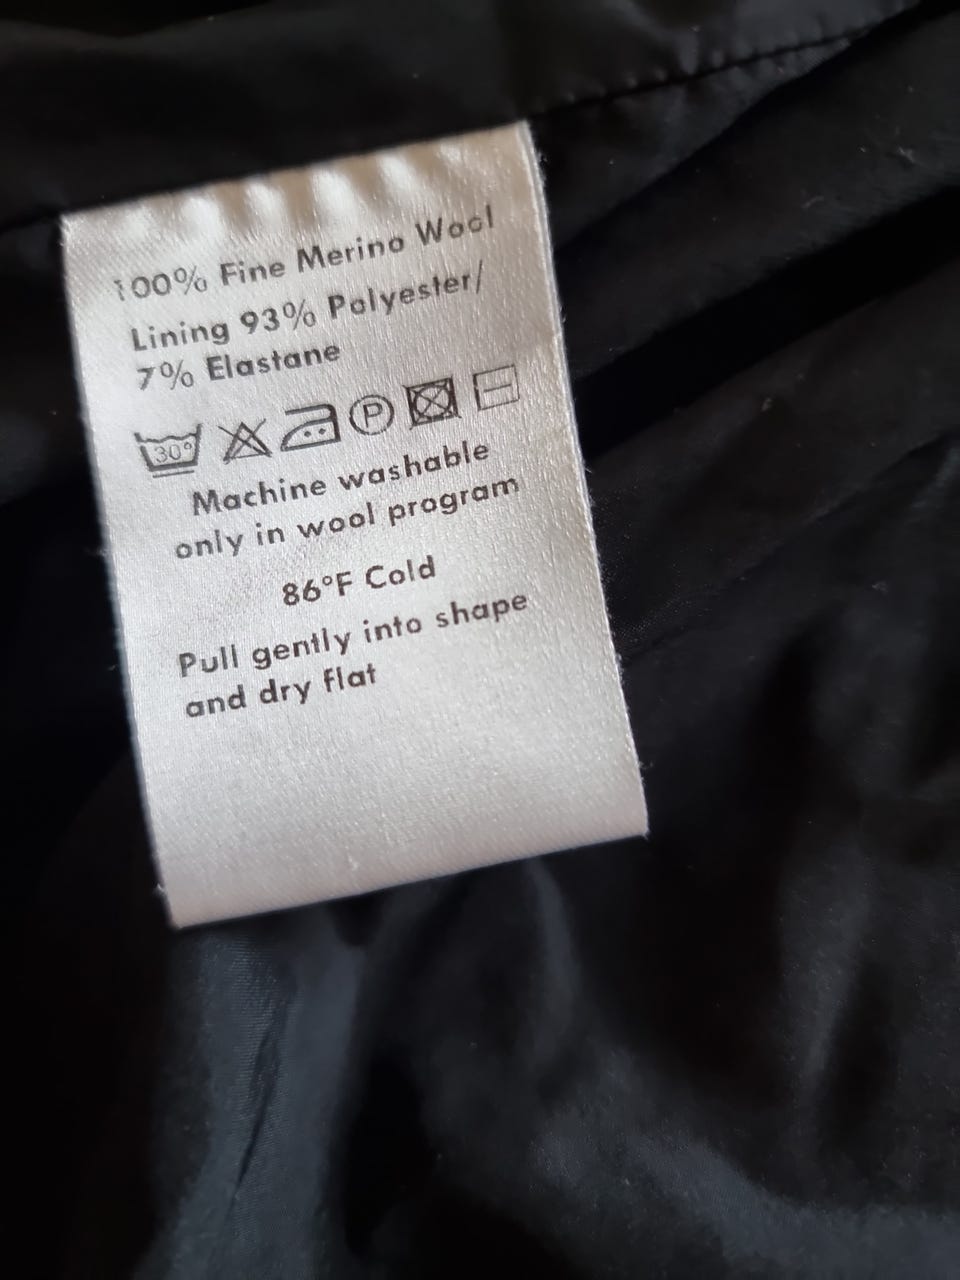 100% Fine Merino Wool
Lining 93% Polyester/
7% Elastane
30° P
Machine washable
only in wool program
86°F Cold
Pull gently into shape
and dry flat